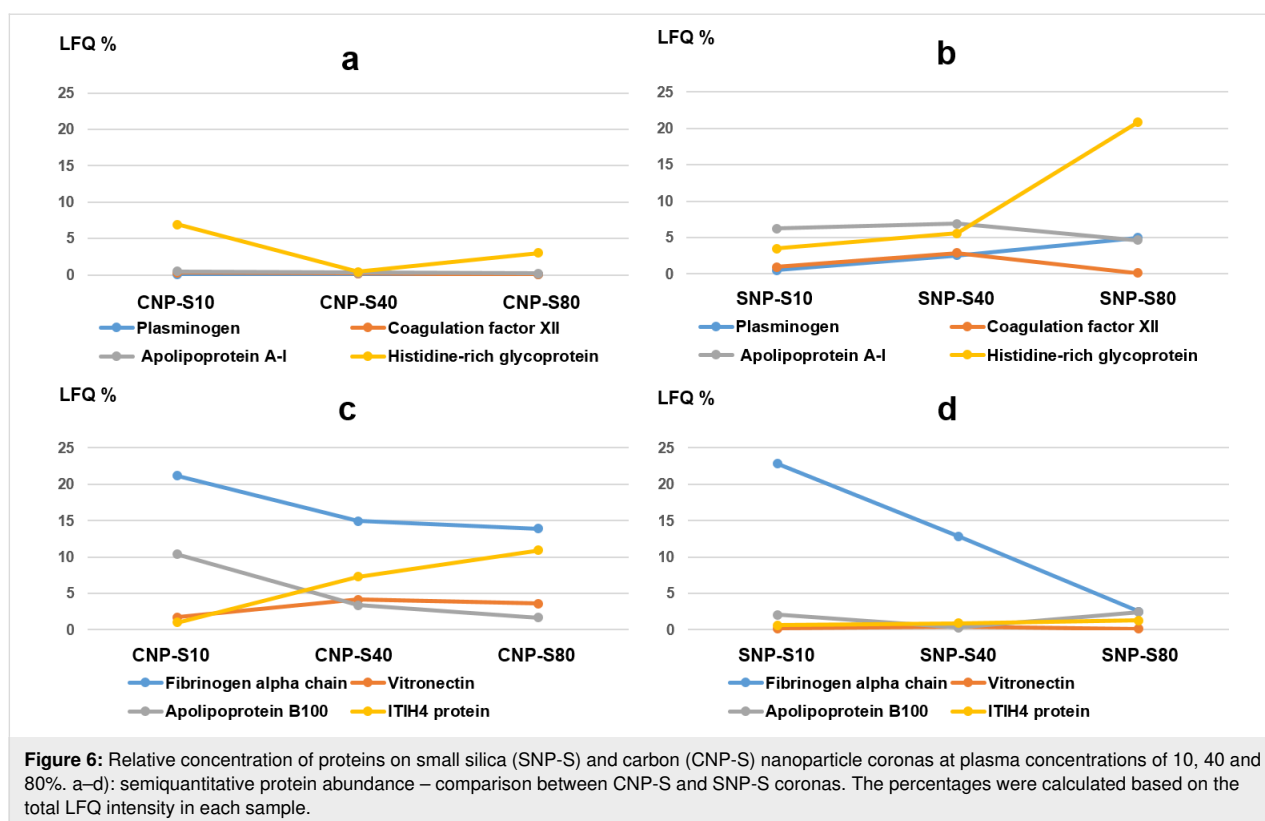 LFQ %
a
25
20
15
10
5
0
CNP-S10 CNP-S40 CNP-S80
Plasminogen Coagulation factor XII
Apolipoprotein A-I Histidine-rich glycoprotein
LFQ %
b
25
20
15
10
5
0
SNP-S10 SNP-S40 SNP-S80
Plasminogen Coagulation factor XII
Apolipoprotein A-I Histidine-rich glycoprotein
LFQ %
c
25
20
15
10
5
0
CNP-S10 CNP-S40 CNP-S80
Fibrinogen alpha chain Vitronectin
Apolipoprotein B100 ITIH4 protein
LFQ %
d
25
20
15
10
5
0
SNP-S10 SNP-S40 SNP-S80
Fibrinogen alpha chain Vitronectin
Apolipoprotein B100 ITIH4 protein
Figure 6: Relative concentration of proteins on small silica (SNP-S) and carbon (CNP-S) nanoparticle coronas at plasma concentrations of 10, 40 and
80%. a–d): semiquantitative protein abundance – comparison between CNP-S and SNP-S coronas. The percentages were calculated based on the
total LFQ intensity in each sample.